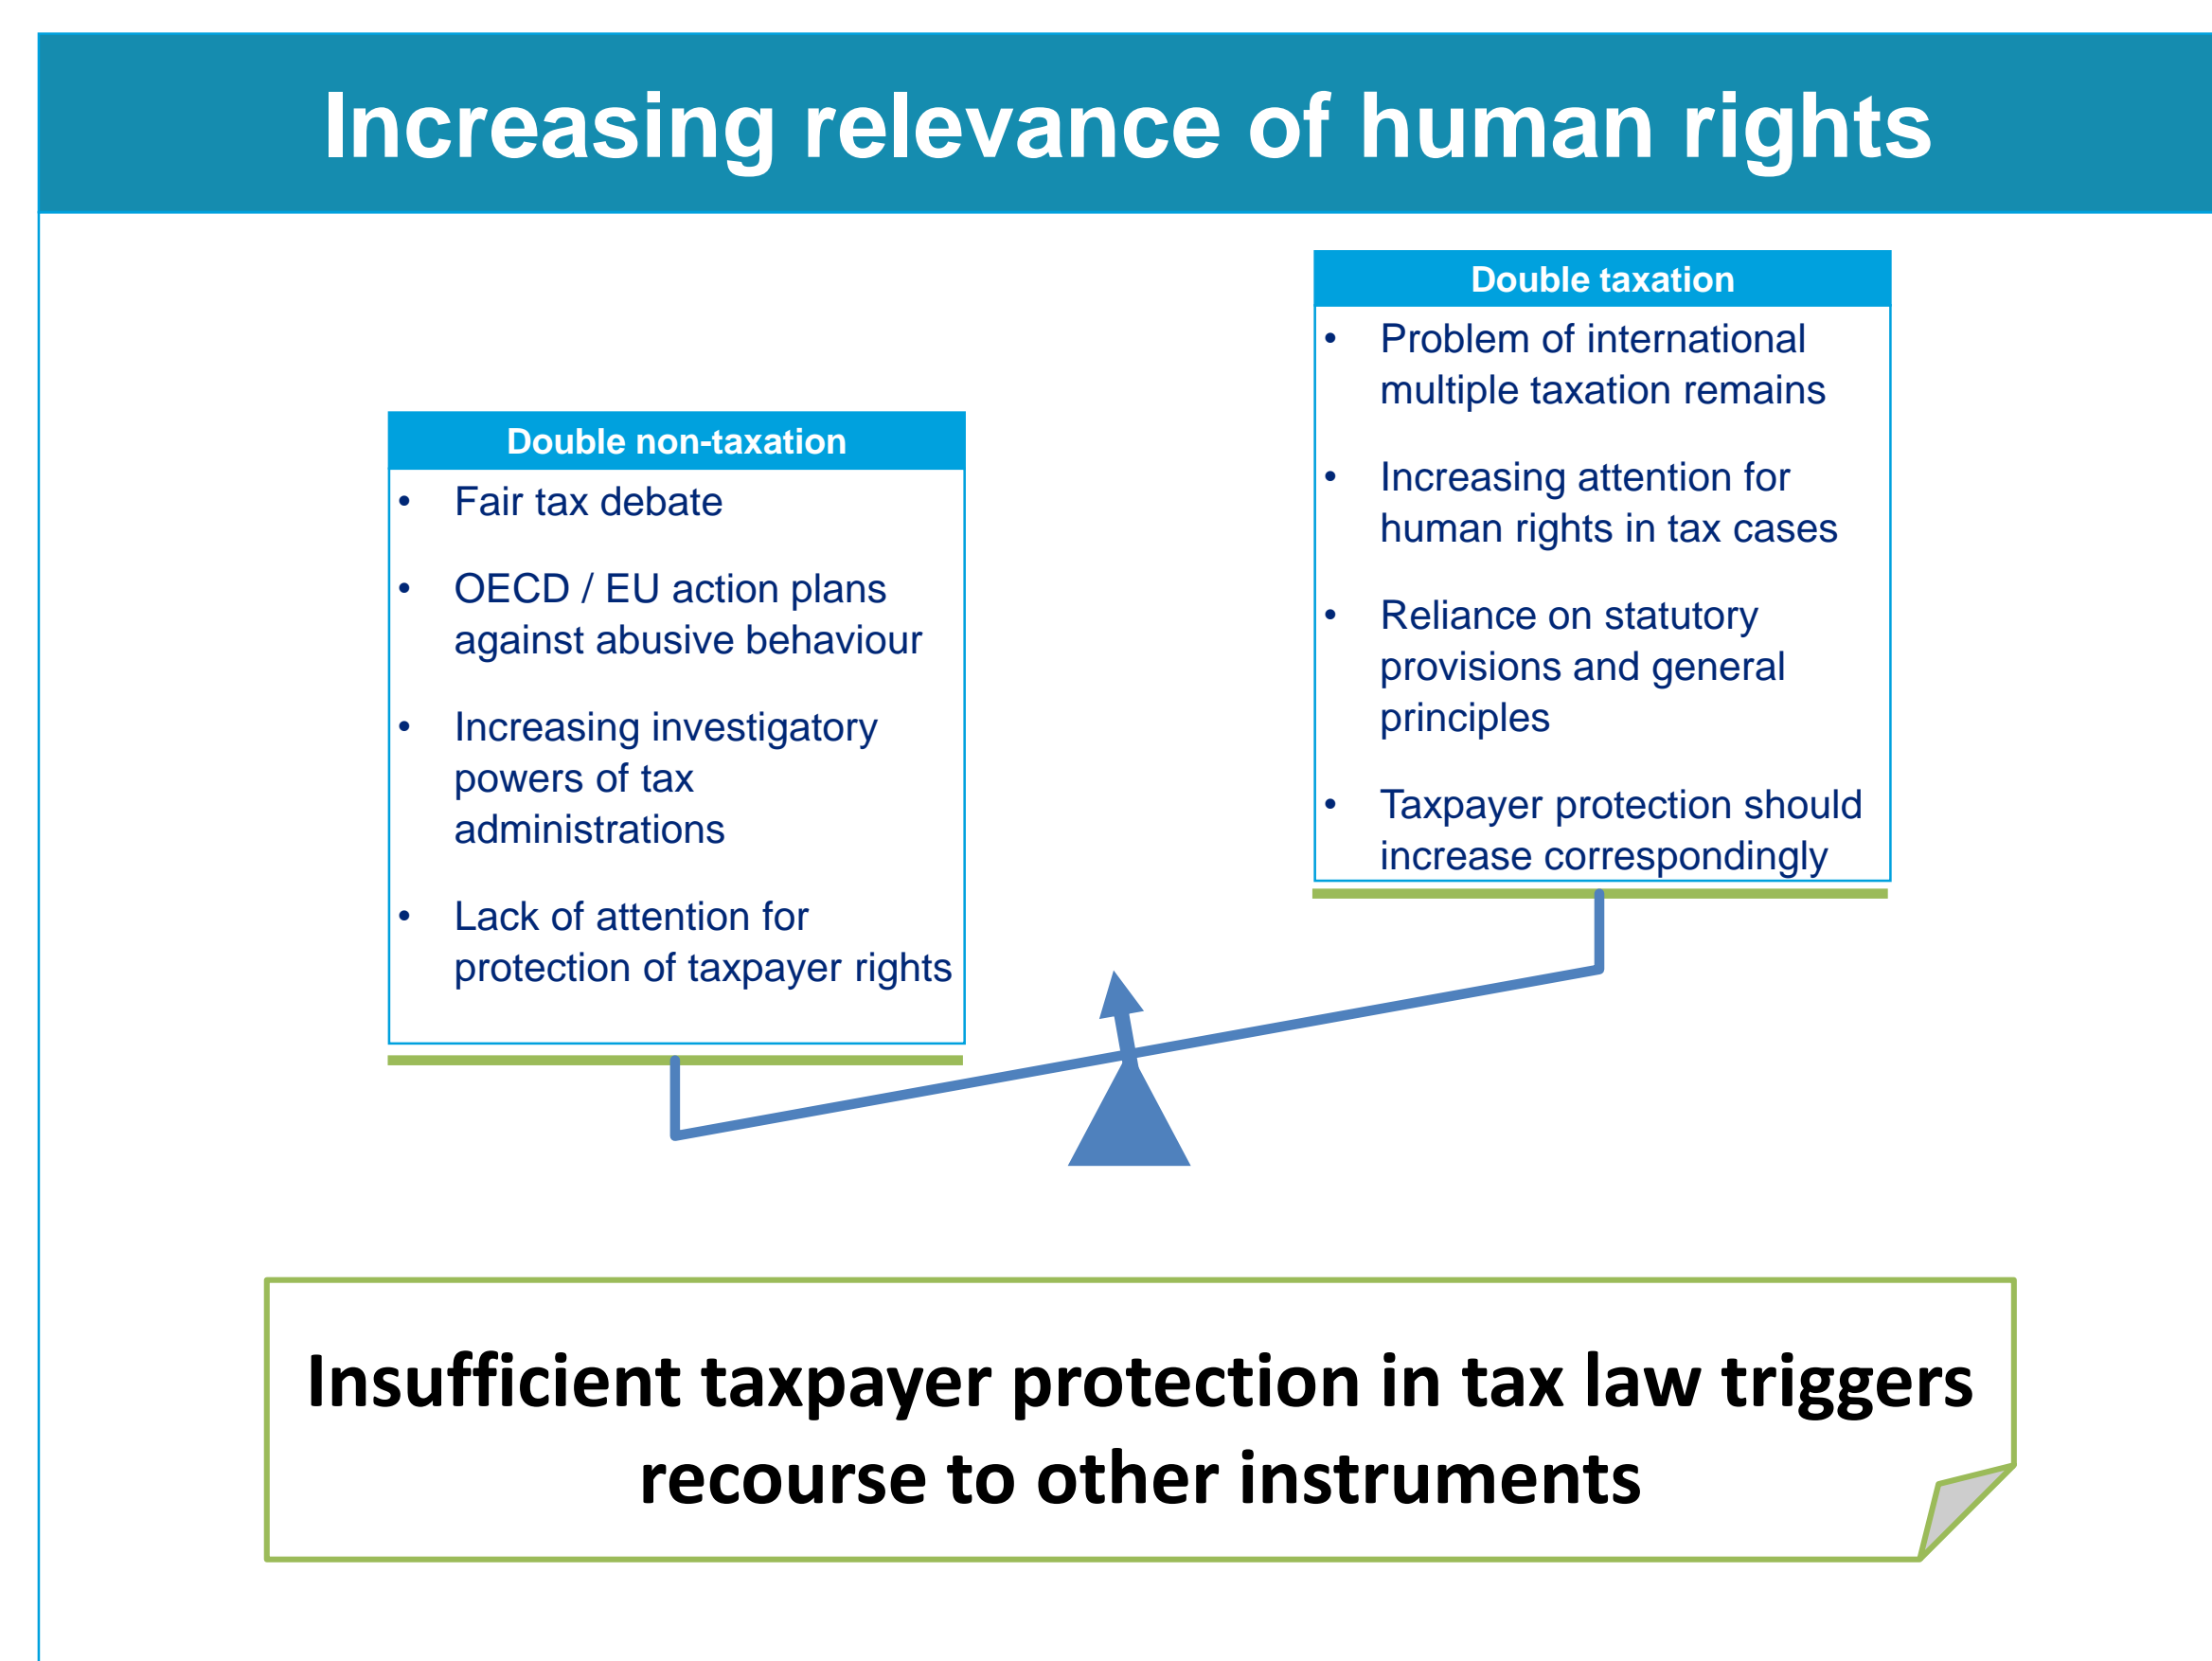 Increasing relevance of human rights
Double non-taxation
• Fair tax debate
• OECD / EU action plans
against abusive behaviour
• Increasing investigatory
powers of tax
administrations
• Lack of attention for
protection of taxpayer rights
Double taxation
• Problem of international
multiple taxation remains
• Increasing attention for
human rights in tax cases
• Reliance on statutory
provisions and general
principles
• Taxpayer protection should
increase correspondingly
Insufficient taxpayer protection in tax law triggers
recourse to other instruments